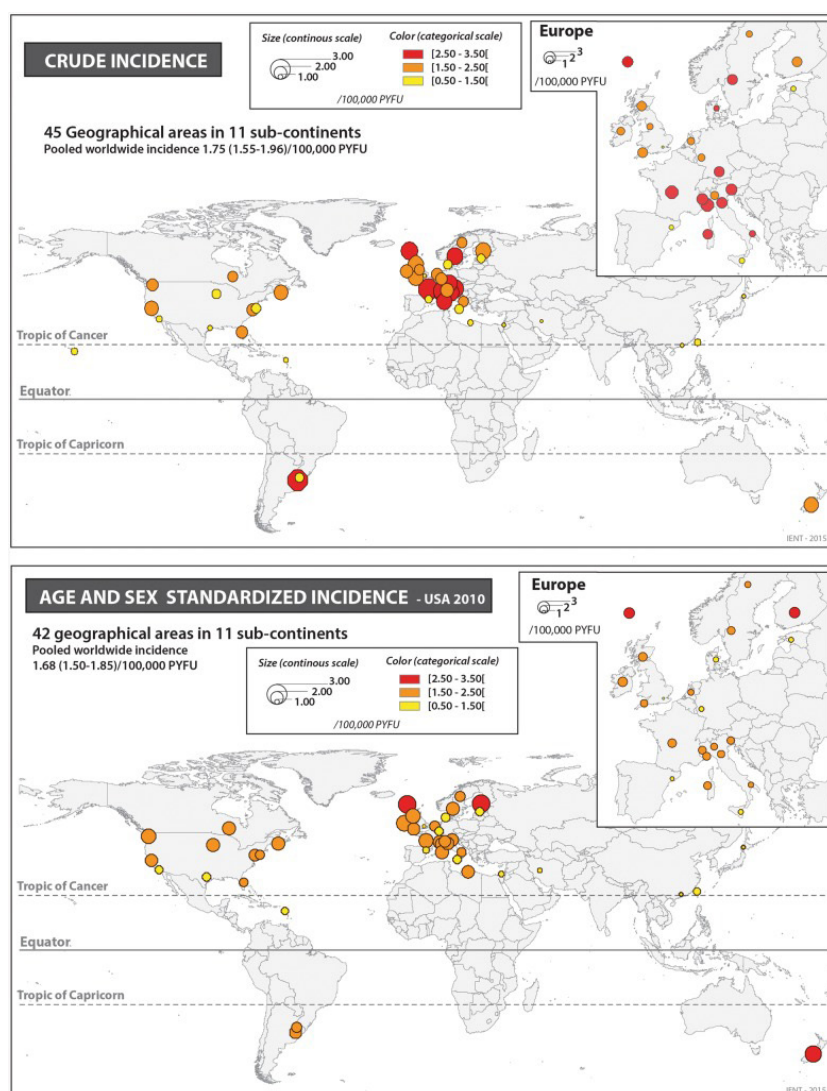 CRUDE INCIDENCE
Size (continous scale)
3.00
2.00
1.00
Color (categorical scale)
[2.50 - 3.50[
[1.50 - 2.50[
[0.50 - 1.50[
/100,000 PYFU
Europe
1 2 3
/100,000 PYFU
45 Geographical areas in 11 sub-continents
Pooled worldwide incidence 1.75 (1.55-1.96)/100,000 PYFU
Tropic of Cancer
Equator
Tropic of Capricorn
IENT - 2015
AGE AND SEX STANDARDIZED INCIDENCE - USA 2010
42 geographical areas in 11 sub-continents
Pooled worldwide incidence
1.68 (1.50-1.85)/100,000 PYFU
Size (continous scale)
3.00
2.00
1.00
Color (categorical scale)
[2.50 - 3.50[
[1.50 - 2.50[
[0.50 - 1.50[
/100,000 PYFU
Europe
1 2 3
/100,000 PYFU
Tropic of Cancer
Equator
Tropic of Capricorn
IENT - 2015